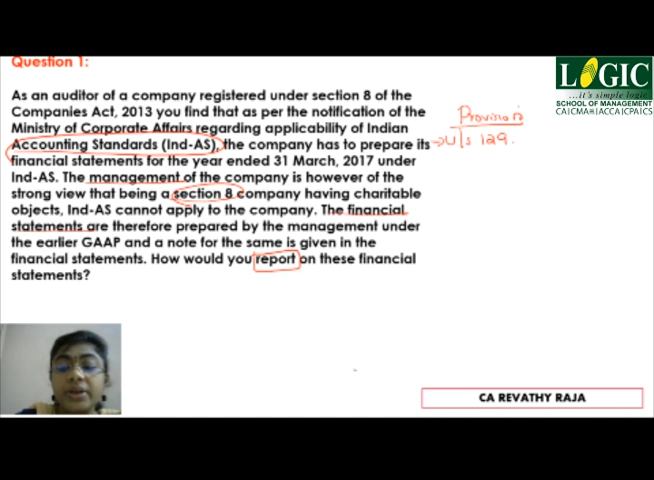 Question 1:
LOGIC
...it's simple logic
SCHOOL OF MANAGEMENT
CA|CMA|ACCA|CPA|CS
As an auditor of a company registered under section 8 of the
Companies Act, 2013 you find that as per the notification of the
Ministry of Corporate Affairs regarding applicability of Indian
Accounting Standards (Ind-AS), the company has to prepare its
financial statements for the year ended 31 March, 2017 under
Ind-AS. The management of the company is however of the
strong view that being a section 8 company having charitable
objects, Ind-AS cannot apply to the company. The financial
statements are therefore prepared by the management under
the earlier GAAP and a note for the same is given in the
financial statements. How would you report on these financial
statements?
Provision
→ U/s 129.
CA REVATHY RAJA